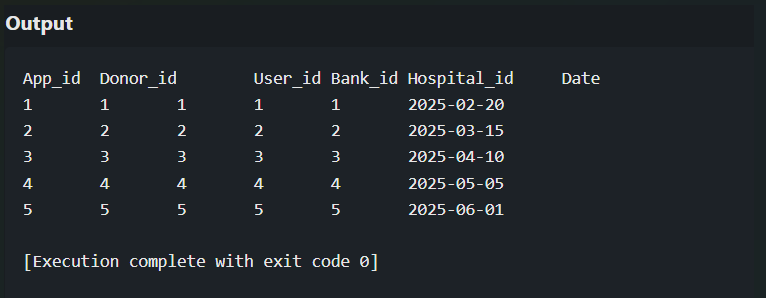 Output
App_id Donor_id User_id Bank_id Hospital_id Date
1 1 1 1 1 2025-02-20
2 2 2 2 2 2025-03-15
3 3 3 3 3 2025-04-10
4 4 4 4 4 2025-05-05
5 5 5 5 5 2025-06-01
[Execution complete with exit code 0]